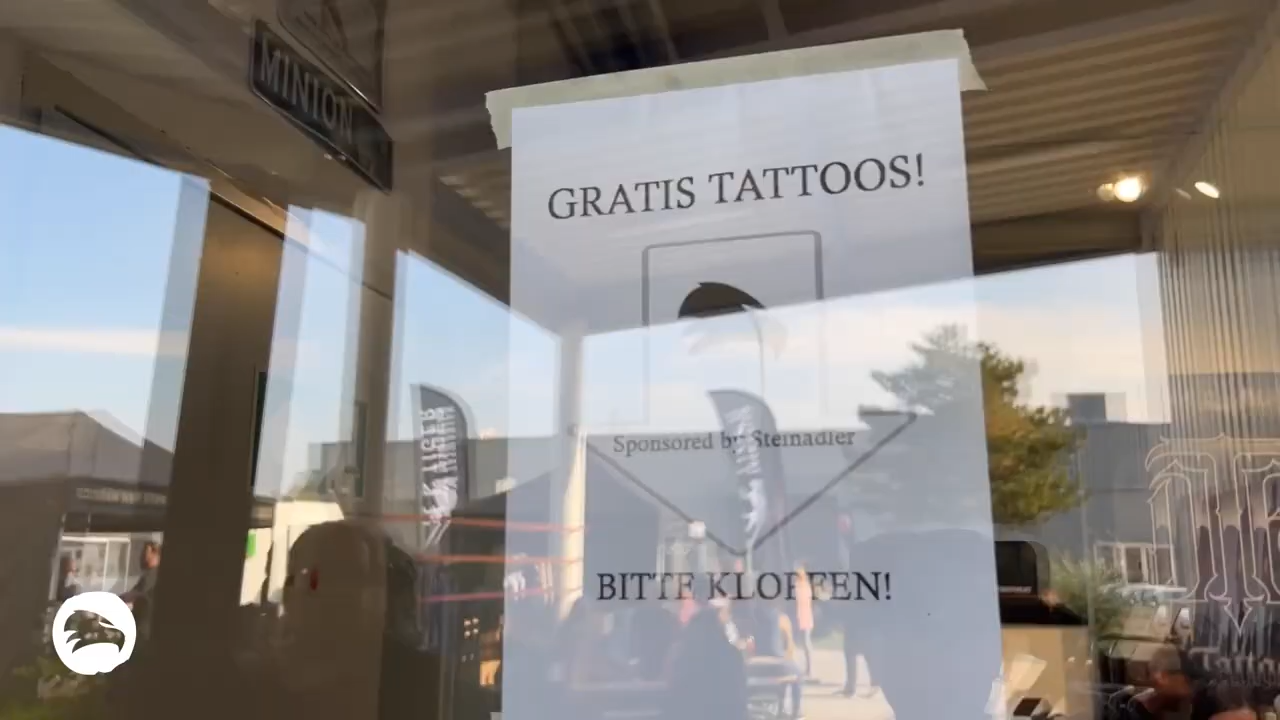 MINION
GRATIS TATTOOS!
Sponsored by Steinadler
BITTE KLOPFEN!